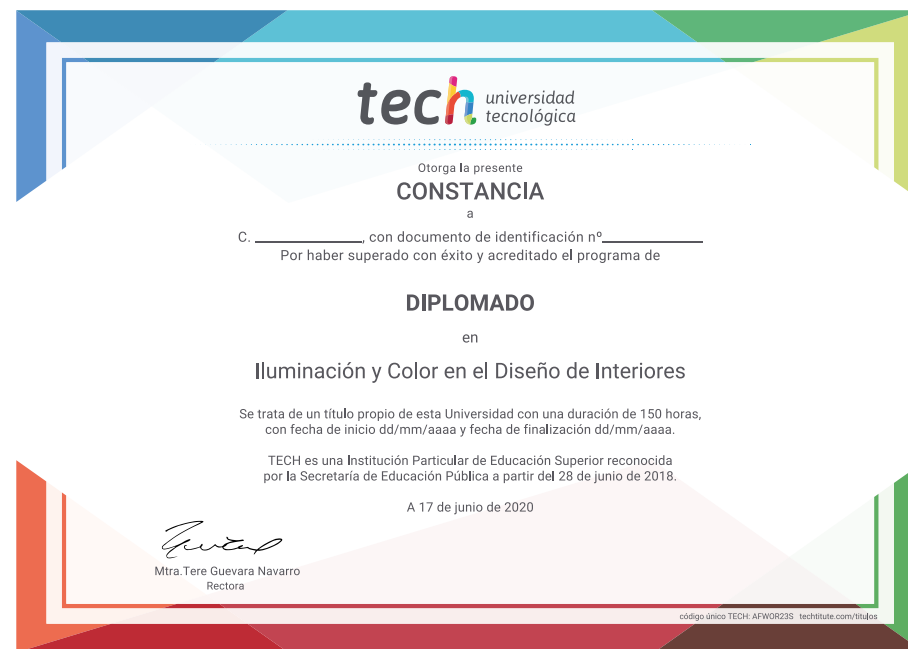 tech universidad
tecnológica
Otorga la presente
CONSTANCIA
a
C. ____________, con documento de identificación nº____________
Por haber superado con éxito y acreditado el programa de
DIPLOMADO
en
Iluminación y Color en el Diseño de Interiores
Se trata de un título propio de esta Universidad con una duración de 150 horas,
con fecha de inicio dd/mm/aaaa y fecha de finalización dd/mm/aaaa.
TECH es una Institución Particular de Educación Superior reconocida
por la Secretaría de Educación Pública a partir del 28 de junio de 2018.
A 17 de junio de 2020
Mtra.Tere Guevara Navarro
Rectora
código único TECH: AFWOR23S techtitute.com/titulos